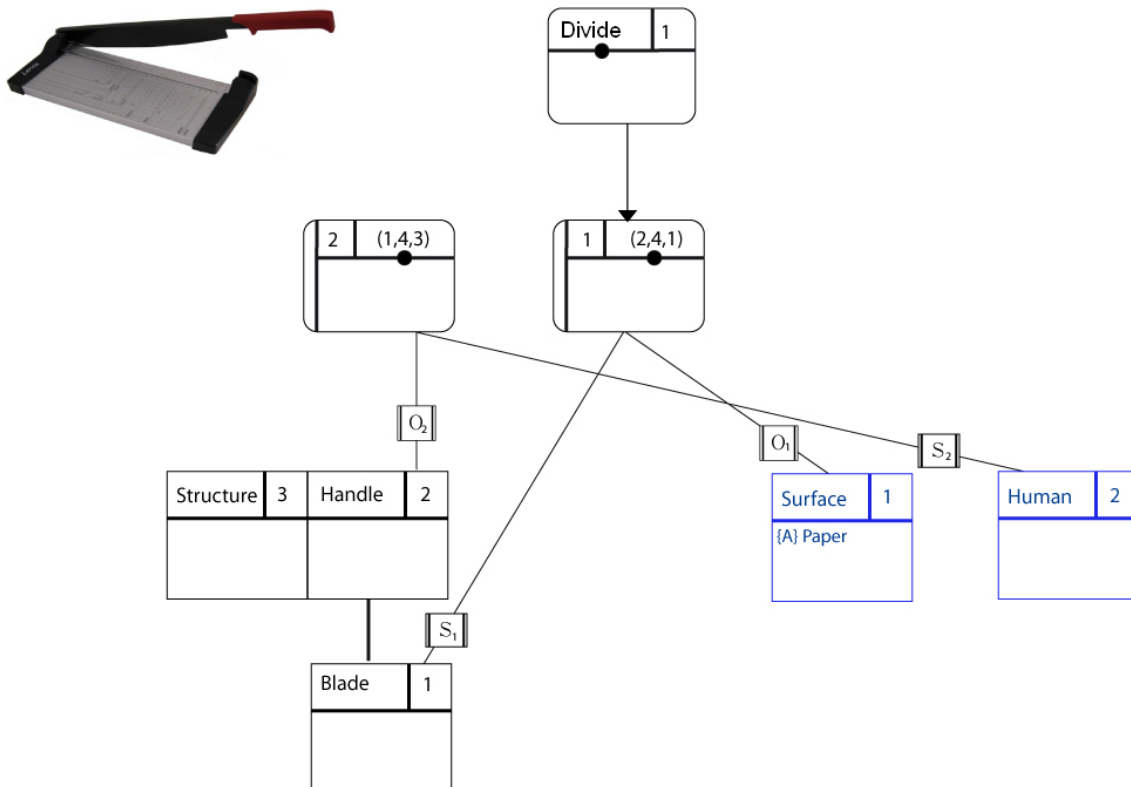 Divide 1
2 (1,4,3)
1 (2,4,1)
O₂
O₁
S₂
Structure 3 Handle 2
Surface 1
Human 2
{A} Paper
S₁
Blade 1